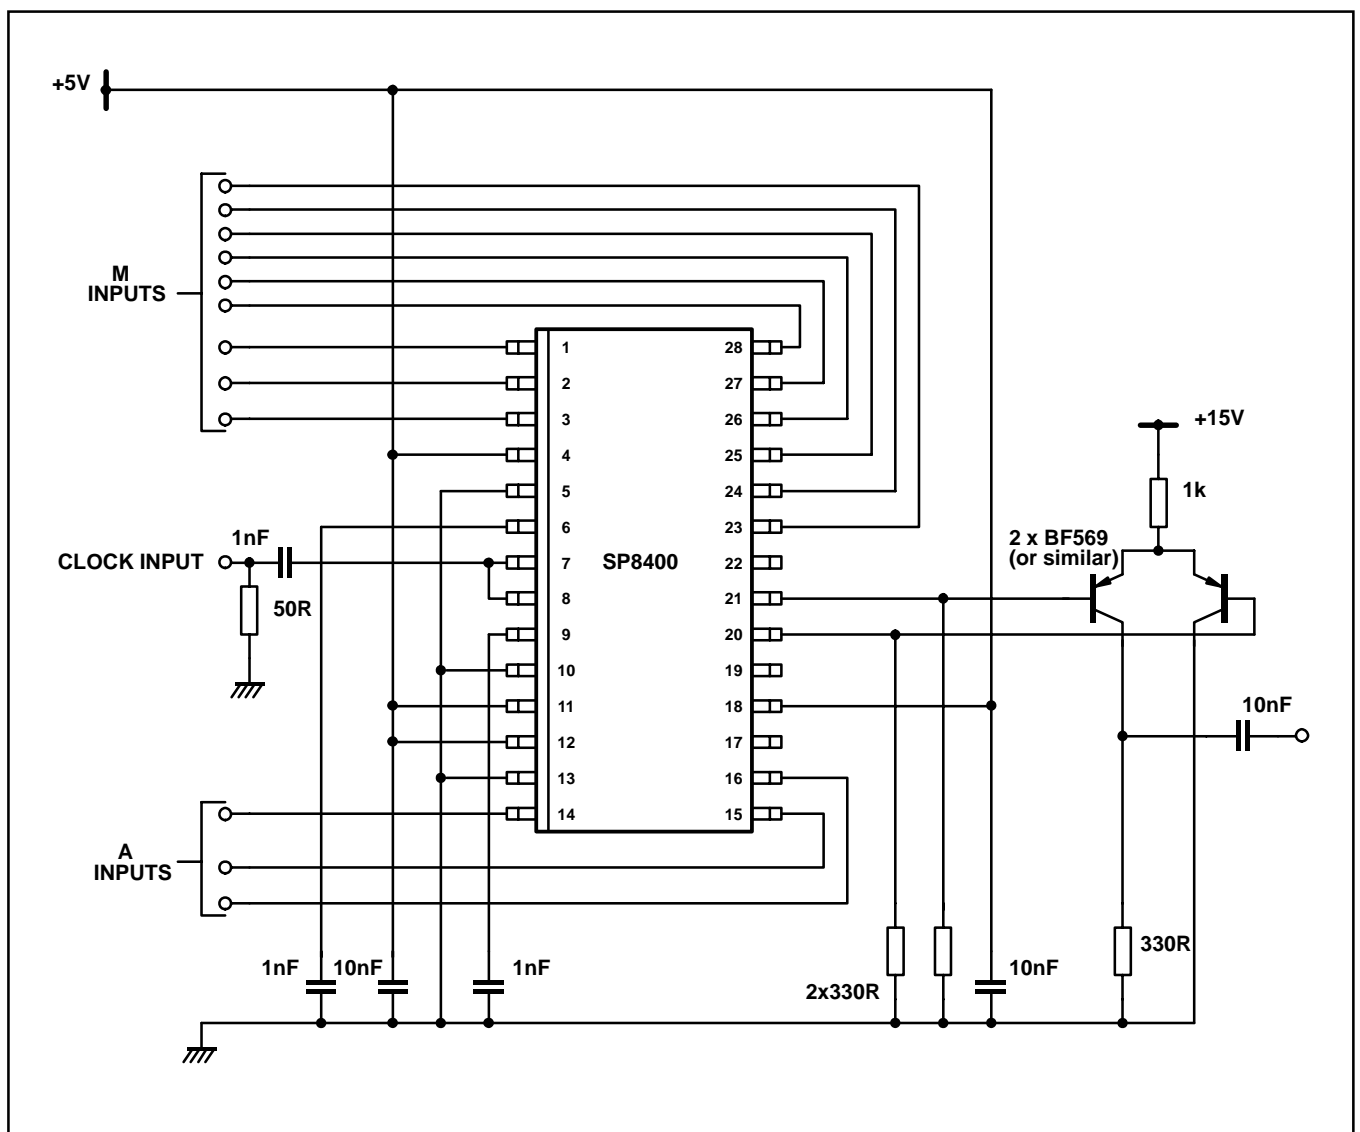 +5V
M
INPUTS
1
28
2
27
3
26
+15V
4
25
5
24
1k
6
23
1nF
2 x BF569
(or similar)
CLOCK INPUT
7
SP8400
22
50R
8
21
9
20
10
19
11
18
10nF
12
17
13
16
14
15
A
INPUTS
1nF
10nF
1nF
2x330R
10nF
330R